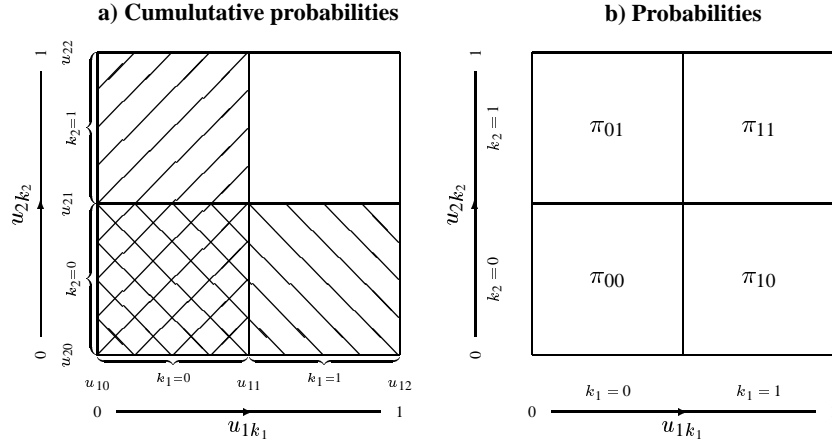 a) Cumulutative probabilities
1
u₂₂
k₂=1
u₂ₖ₂
u₂₁
k₂=0
0
u₂₀
u₁₀
k₁=0
u₁₁
k₁=1
u₁₂
0
1
u₁ₖ₁
b) Probabilities
1
k₂ = 1
π₀₁
π₁₁
u₂ₖ₂
k₂ = 0
π₀₀
π₁₀
0
k₁ = 0
k₁ = 1
0
u₁ₖ₁